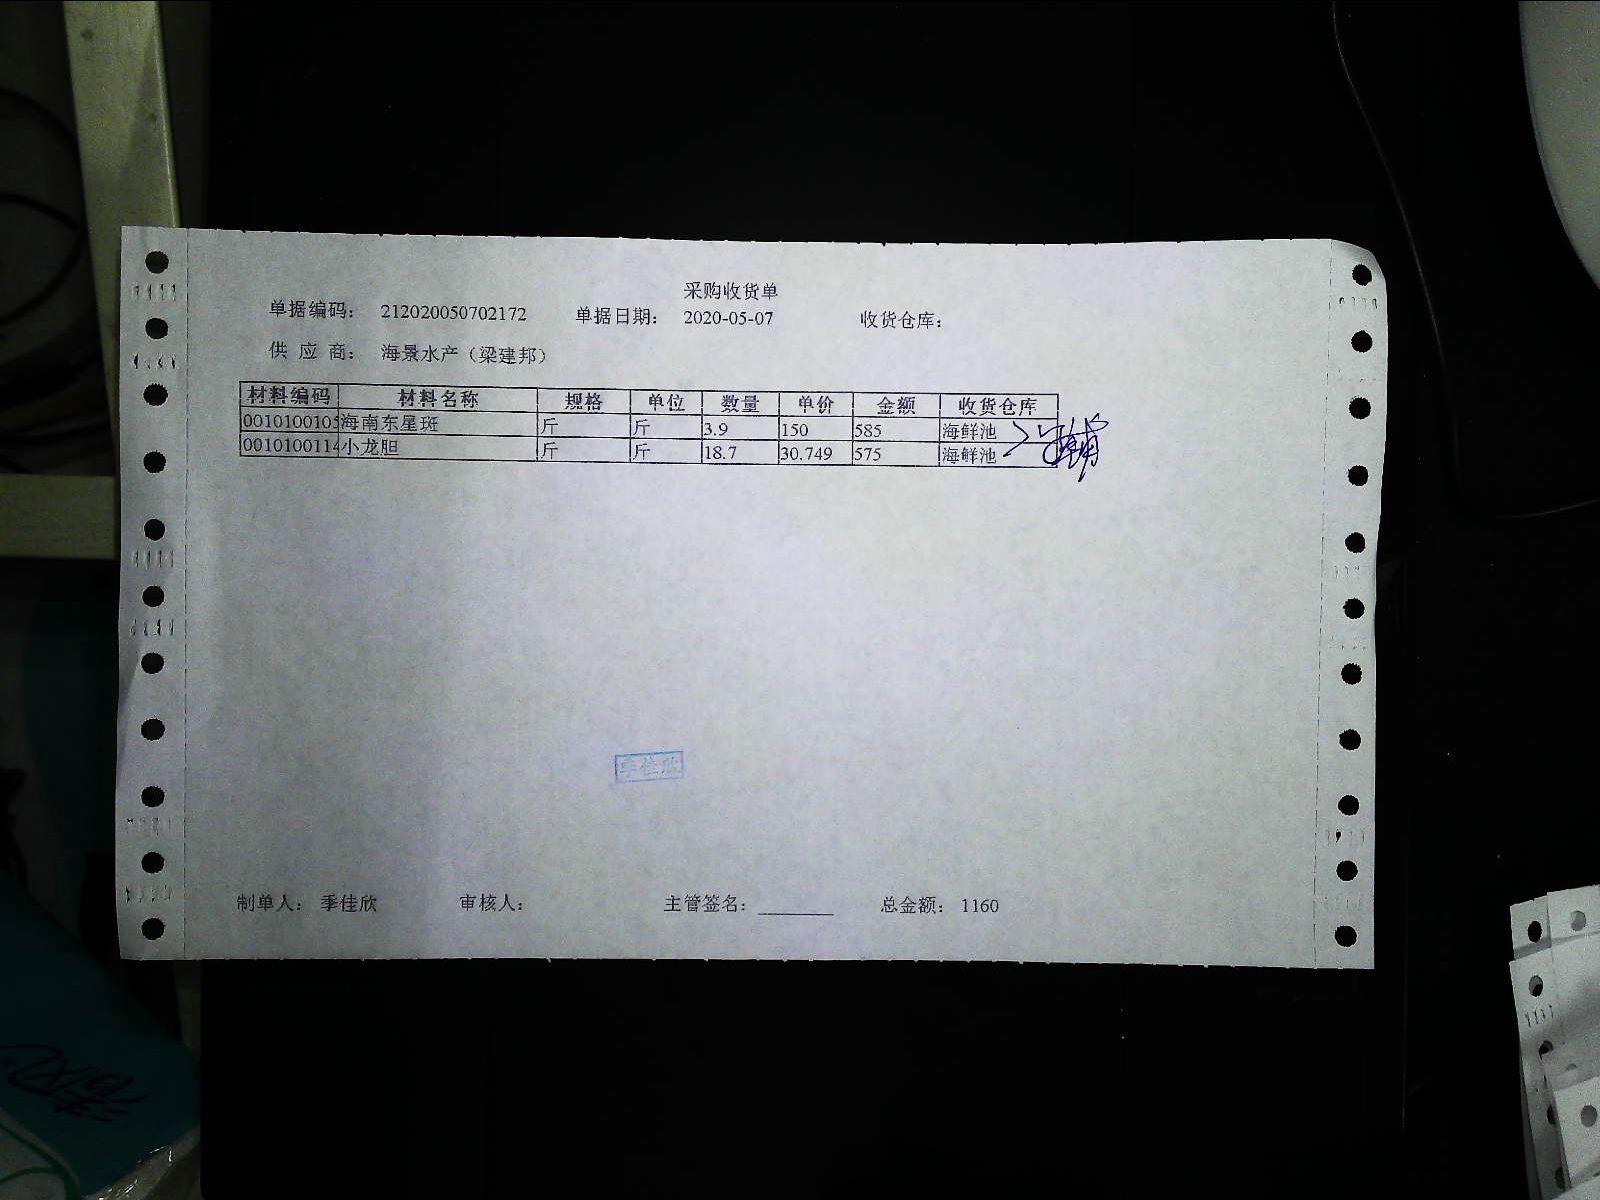 采购收货单
单据编码： 212020050702172 单据日期： 2020-05-07 收货仓库：
供 应 商： 海景水产（梁建邦）
材料编码 材料名称 规格 单位 数量 单价 金额 收货仓库
0010100105 海南东星斑 斤 斤 3.9 150 585 海鲜池
0010100114 小龙胆 斤 斤 18.7 30.749 575 海鲜池
季佳欣
制单人： 季佳欣 审核人： 主管签名： 总金额： 1160